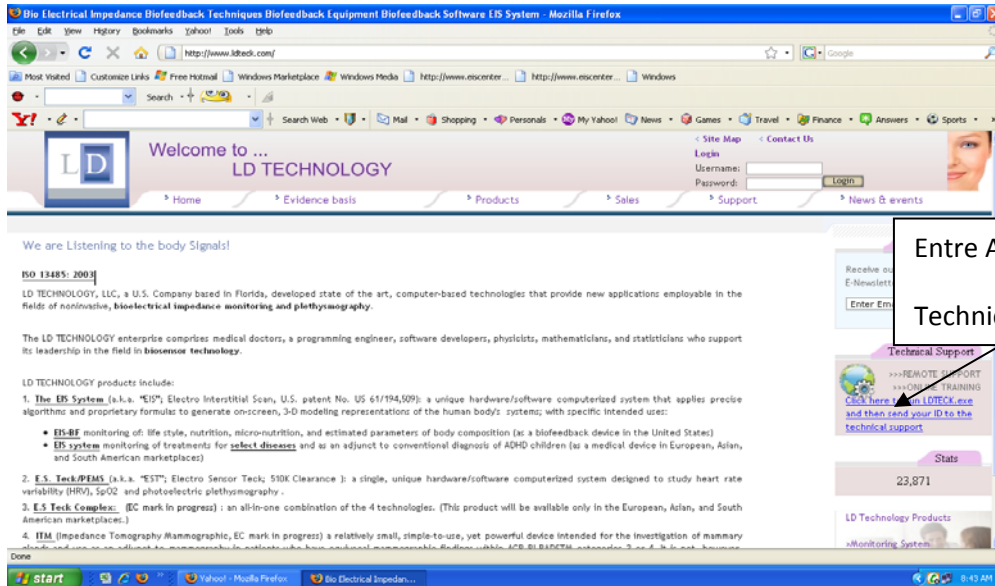 Bio Electrical Impedance Biofeedback Techniques Biofeedback Equipment Biofeedback Software EIS System - Mozilla Firefox
File Edit View History Bookmarks Yahoo! Tools Help
http://www.ldteck.com/
Google
Most Visited Customize Links Free Hotmail Windows Marketplace Windows Media http://www.eiscenter... http://www.eiscenter... Windows
Search
Y! Search Web Mail Shopping Personals My Yahoo! News Games Travel Finance Answers Sports
Welcome to ...
LD TECHNOLOGY
L D
< Site Map < Contact Us
Login
Username:
Password: Login
Home Evidence basis Products Sales Support News & events
We are Listening to the body Signals!
ISO 13485: 2003
LD TECHNOLOGY, LLC, a U.S. Company based in Florida, developed state of the art, computer-based technologies that provide new applications employable in the
fields of noninvasive, bioelectrical impedance monitoring and plethysmography.
The LD TECHNOLOGY enterprise comprises medical doctors, a programming engineer, software developers, physicists, mathematicians, and statisticians who support
its leadership in the field in biosensor technology.
LD TECHNOLOGY products include:
1. The EIS System (a.k.a. "EIS"; Electro Interstitial Scan, U.S. patent No. US 61/194,509): a unique hardware/software computerized system that applies precise
algorithms and proprietary formulas to generate on-screen, 3-D modeling representations of the human body's systems; with specific intended uses:
• EIS-BF monitoring of: life style, nutrition, micro-nutrition, and estimated parameters of body composition (as a biofeedback device in the United States)
• EIS system monitoring of treatments for select diseases and as an adjunct to conventional diagnosis of ADHD children (as a medical device in European, Asian,
and South American marketplaces)
2. E.S. Teck/PEMS (a.k.a. "EST"; Electro Sensor Teck; 510K Clearance ): a single, unique hardware/software computerized system designed to study heart rate
variability (HRV), SpO2 and photoelectric plethysmography .
3. E.S Teck Complex: (EC mark in progress) : an all-in-one combination of the 4 technologies. (This product will be available only in the European, Asian, and South
American marketplaces.)
4. ITM (Impedance Tomography Mammographic, EC mark in progress) a relatively small, simple-to-use, yet powerful device intended for the investigation of mammary
Receive ou
E-Newslett
Enter Em
Entre A
Technic
Technical Support
>>>REMOTE SUPPORT
>>>ONLINE TRAINING
Click here to run LDTECK.exe
and then send your ID to the
technical support
Stats
23,871
LD Technology Products
»Monitoring System
Done
start Yahoo! - Mozilla Firefox Bio Electrical Impedan... 8:43 AM